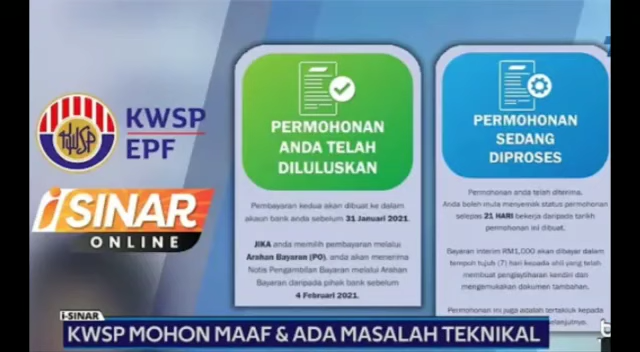 KWSP
EPF
i SINAR
ONLINE
PERMOHONAN
ANDA TELAH
DILULUSKAN
Pembayaran kedua akan dibuat ke dalam
akaun bank anda sebelum 31 Januari 2021.
JIKA anda memilih pembayaran melalui
Arahan Bayaran (PO), anda akan menerima
Notis Pengambilan Bayaran melalui Arahan
Bayaran daripada pihak bank sebelum
4 Februari 2021.
PERMOHONAN
SEDANG
DIPROSES
Permohonan anda telah diterima.
Anda boleh mula menyemak status permohonan
selepas 21 HARI bekerja daripada tarikh
permohonan ini dibuat.
Bayaran interim RM1,000 akan dibayar dalam
tempoh tujuh (7) hari kepada ahli yang telah
membuat pengisytiharan kendiri dan
mengemukakan dokumen tambahan.
Permohonan ini juga adalah tertakluk kepada
i-SINAR
KWSP MOHON MAAF & ADA MASALAH TEKNIKAL